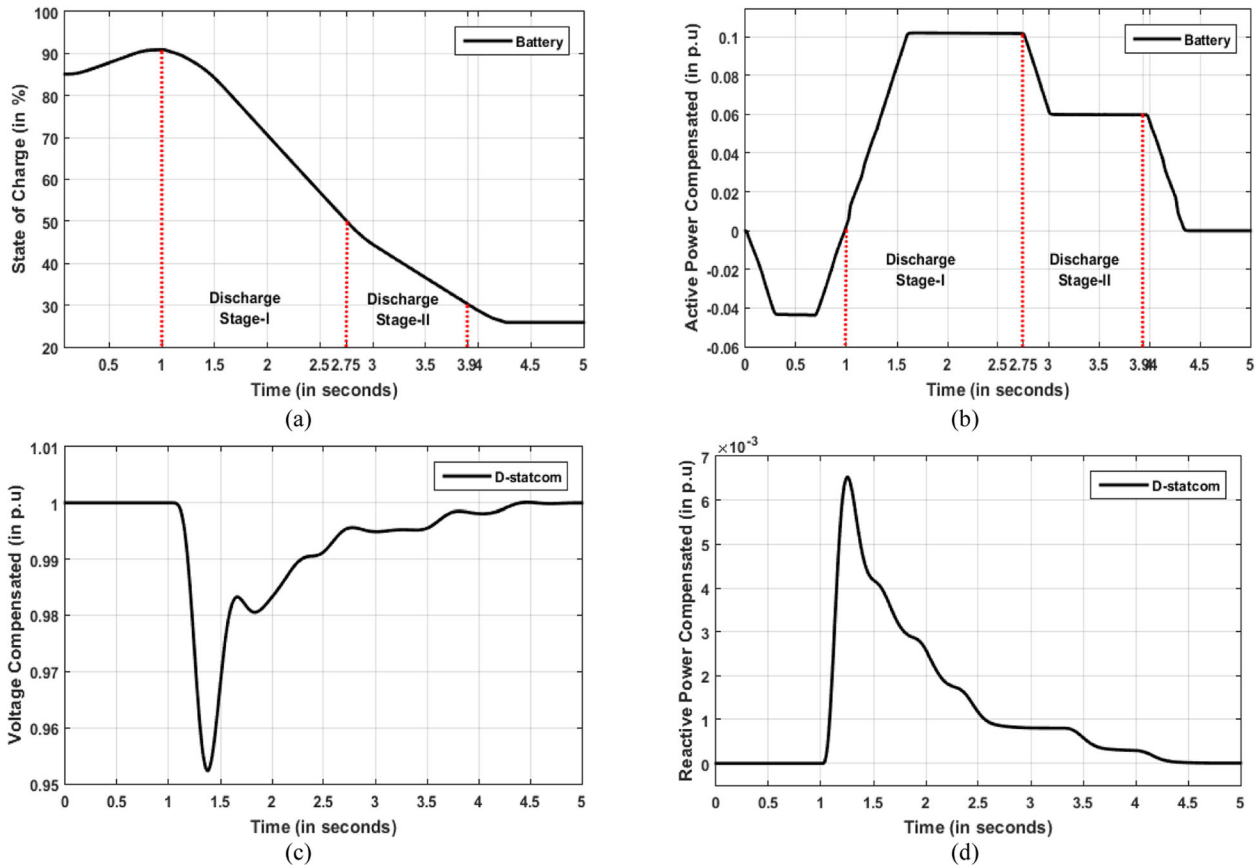 100
90
80
70
60
50
40
30
20
State of Charge (in %)
Battery
Discharge
Stage-I
Discharge
Stage-II
1 1.5 2 2.5 2.75 3 3.5 3.9 4 4.5 5
Time (in seconds)
(a)
0.1
0.08
0.06
0.04
0.02
0
-0.02
-0.04
-0.06
Active Power Compensated (in p.u)
Battery
Discharge
Stage-I
Discharge
Stage-II
0 0.5 1 1.5 2 2.5 2.75 3 3.5 3.94 4.5 5
Time (in seconds)
(b)
1.01
1
0.99
0.98
0.97
0.96
0.95
Voltage Compensated (in p.u)
D-statcom
0 0.5 1 1.5 2 2.5 3 3.5 4 4.5 5
Time (in seconds)
(c)
×10-3
7
6
5
4
3
2
1
0
Reactive Power Compensated (in p.u)
D-statcom
0 0.5 1 1.5 2 2.5 3 3.5 4 4.5 5
Time (in seconds)
(d)